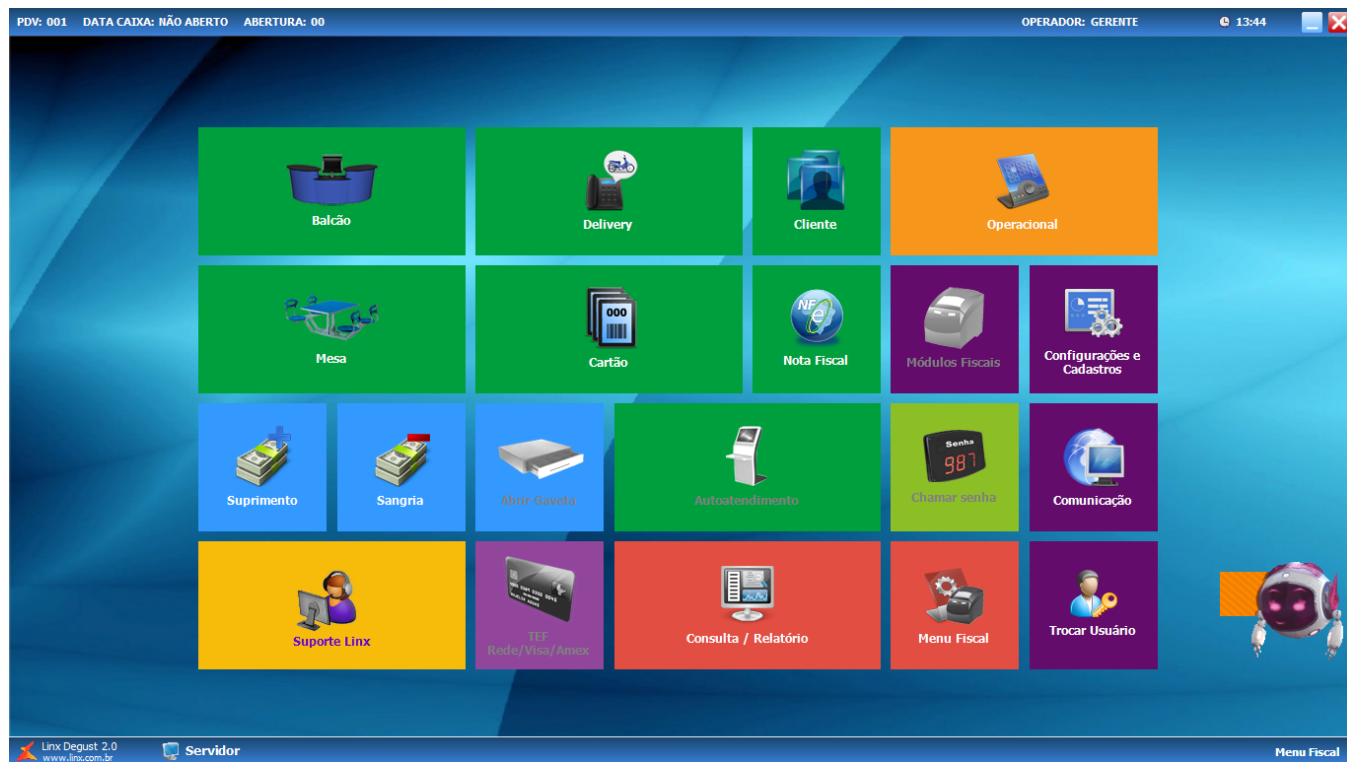 PDV: 001 DATA CAIXA: NÃO ABERTO ABERTURA: 00 OPERADOR: GERENTE 13:44
Balcão
Delivery
Cliente
Operacional
Mesa
000
Cartão
NF
e
Nota Fiscal
Módulos Fiscais
Configurações e
Cadastros
Suprimento
Sangria
Abrir Gaveta
Autoatendimento
Senha
987
Chamar senha
Comunicação
Suporte Linx
TEF
Rede/Visa/Amex
Consulta / Relatório
Menu Fiscal
Trocar Usuário
Linx Degust 2.0
www.linx.com.br
Servidor
Menu Fiscal